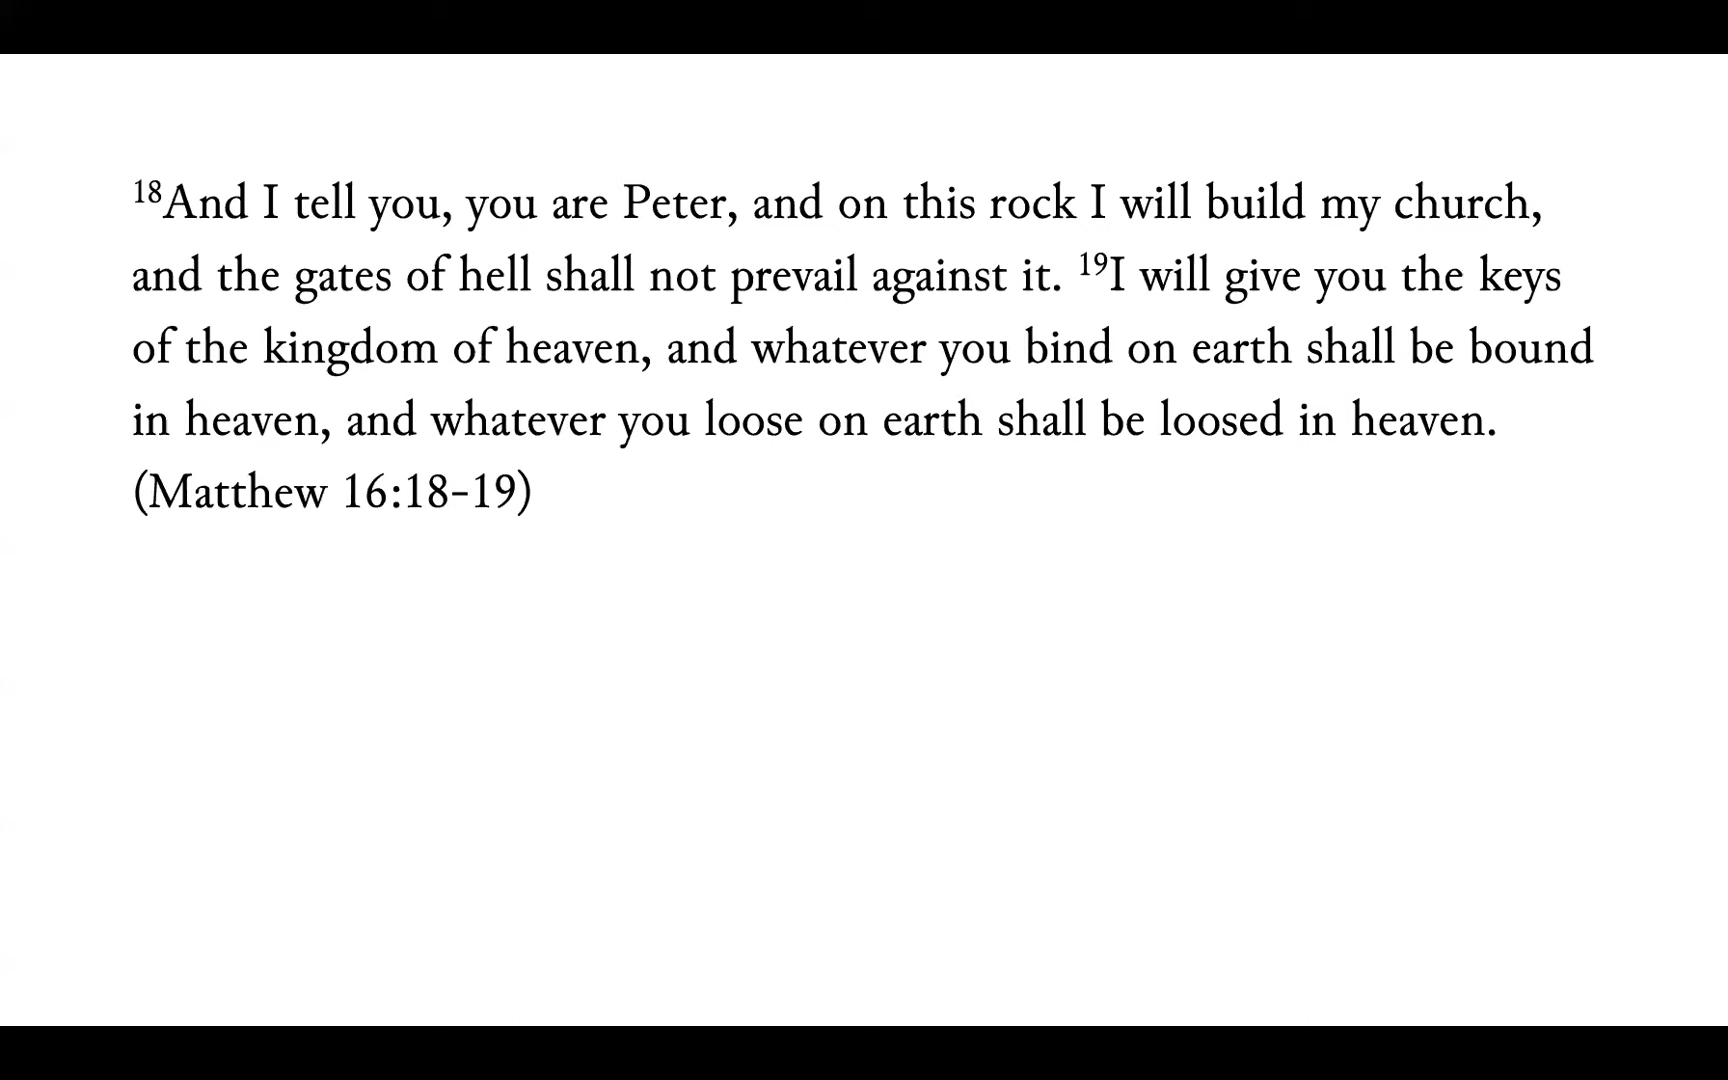 18And I tell you, you are Peter, and on this rock I will build my church,
and the gates of hell shall not prevail against it. 19I will give you the keys
of the kingdom of heaven, and whatever you bind on earth shall be bound
in heaven, and whatever you loose on earth shall be loosed in heaven.
(Matthew 16:18-19)